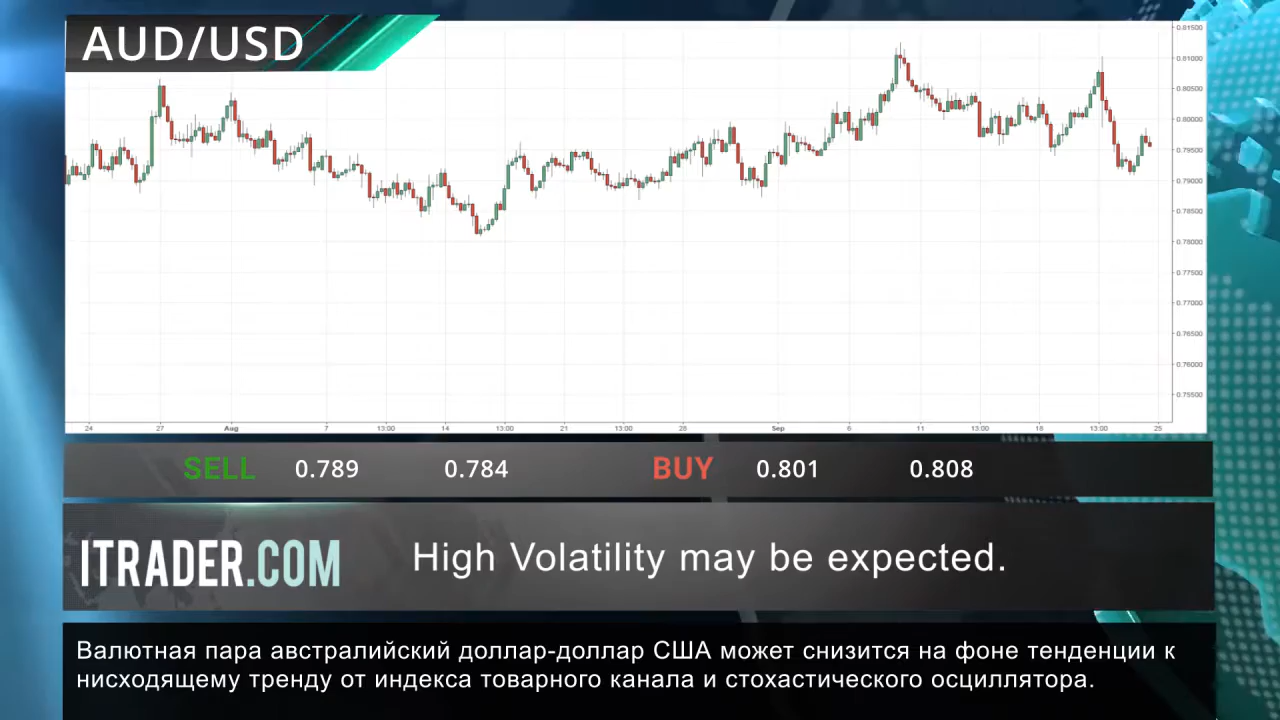 AUD/USD
0.81500
0.81000
0.80500
0.80000
0.79500
0.79000
0.78500
0.78000
0.77500
0.77000
0.76500
0.76000
0.75500
24 27 Aug 7 13:00 14 13:00 21 13:00 28 Sep 6 11 13:00 18 13:00 25
SELL 0.789 0.784 BUY 0.801 0.808
ITRADER.COM High Volatility may be expected.
Валютная пара австралийский доллар-доллар США может снизится на фоне тенденции к
нисходящему тренду от индекса товарного канала и стохастического осциллятора.